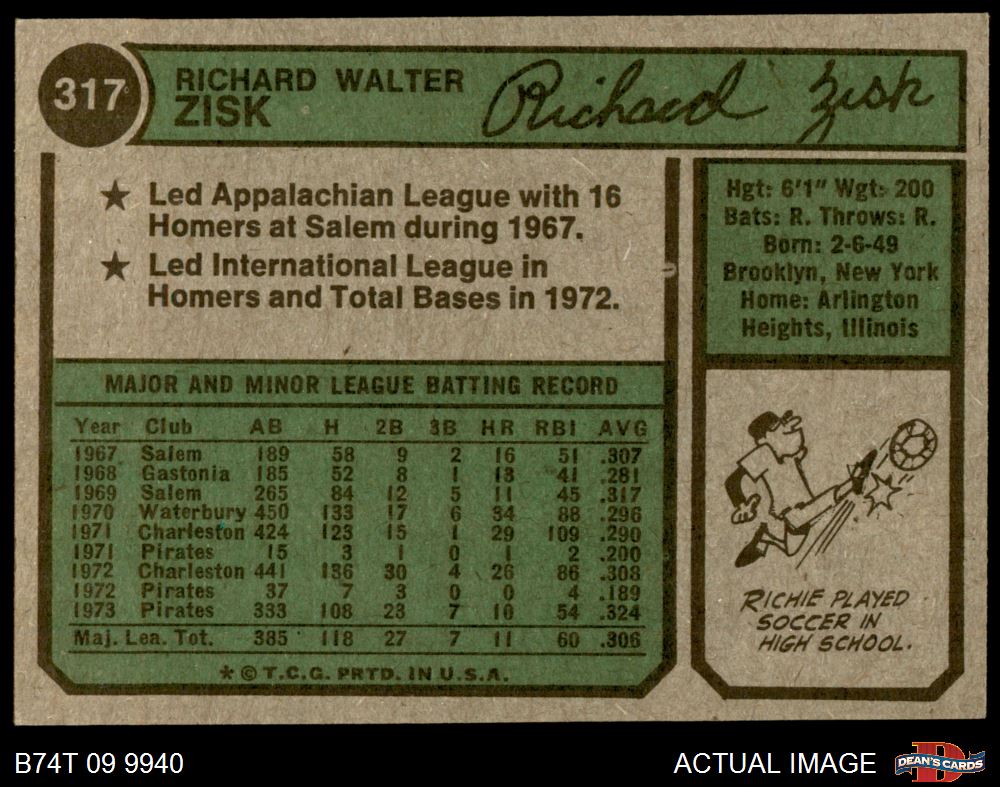 317
RICHARD WALTER
ZISK
Richard Zisk
★ Led Appalachian League with 16
Homers at Salem during 1967.
★ Led International League in
Homers and Total Bases in 1972.
Hgt: 6'1" Wgt: 200
Bats: R. Throws: R.
Born: 2-6-49
Brooklyn, New York
Home: Arlington
Heights, Illinois
MAJOR AND MINOR LEAGUE BATTING RECORD
Year Club AB H 2B 3B HR RBI AVG
1967 Salem 189 58 9 2 16 51 .307
1968 Gastonia 185 52 8 1 13 41 .281
1969 Salem 265 84 12 5 11 45 .317
1970 Waterbury 450 133 17 6 34 88 .296
1971 Charleston 424 123 15 1 29 109 .290
1971 Pirates 15 3 1 0 1 2 .200
1972 Charleston 441 136 30 4 26 86 .308
1972 Pirates 37 7 3 0 0 4 .189
1973 Pirates 333 108 23 7 10 54 .324
Maj. Lea. Tot. 385 118 27 7 11 60 .306
* © T.C.G. PRTD. IN U.S.A.
RICHIE PLAYED
SOCCER IN
HIGH SCHOOL.
B74T 09 9940
ACTUAL IMAGE
DEAN'S CARDS